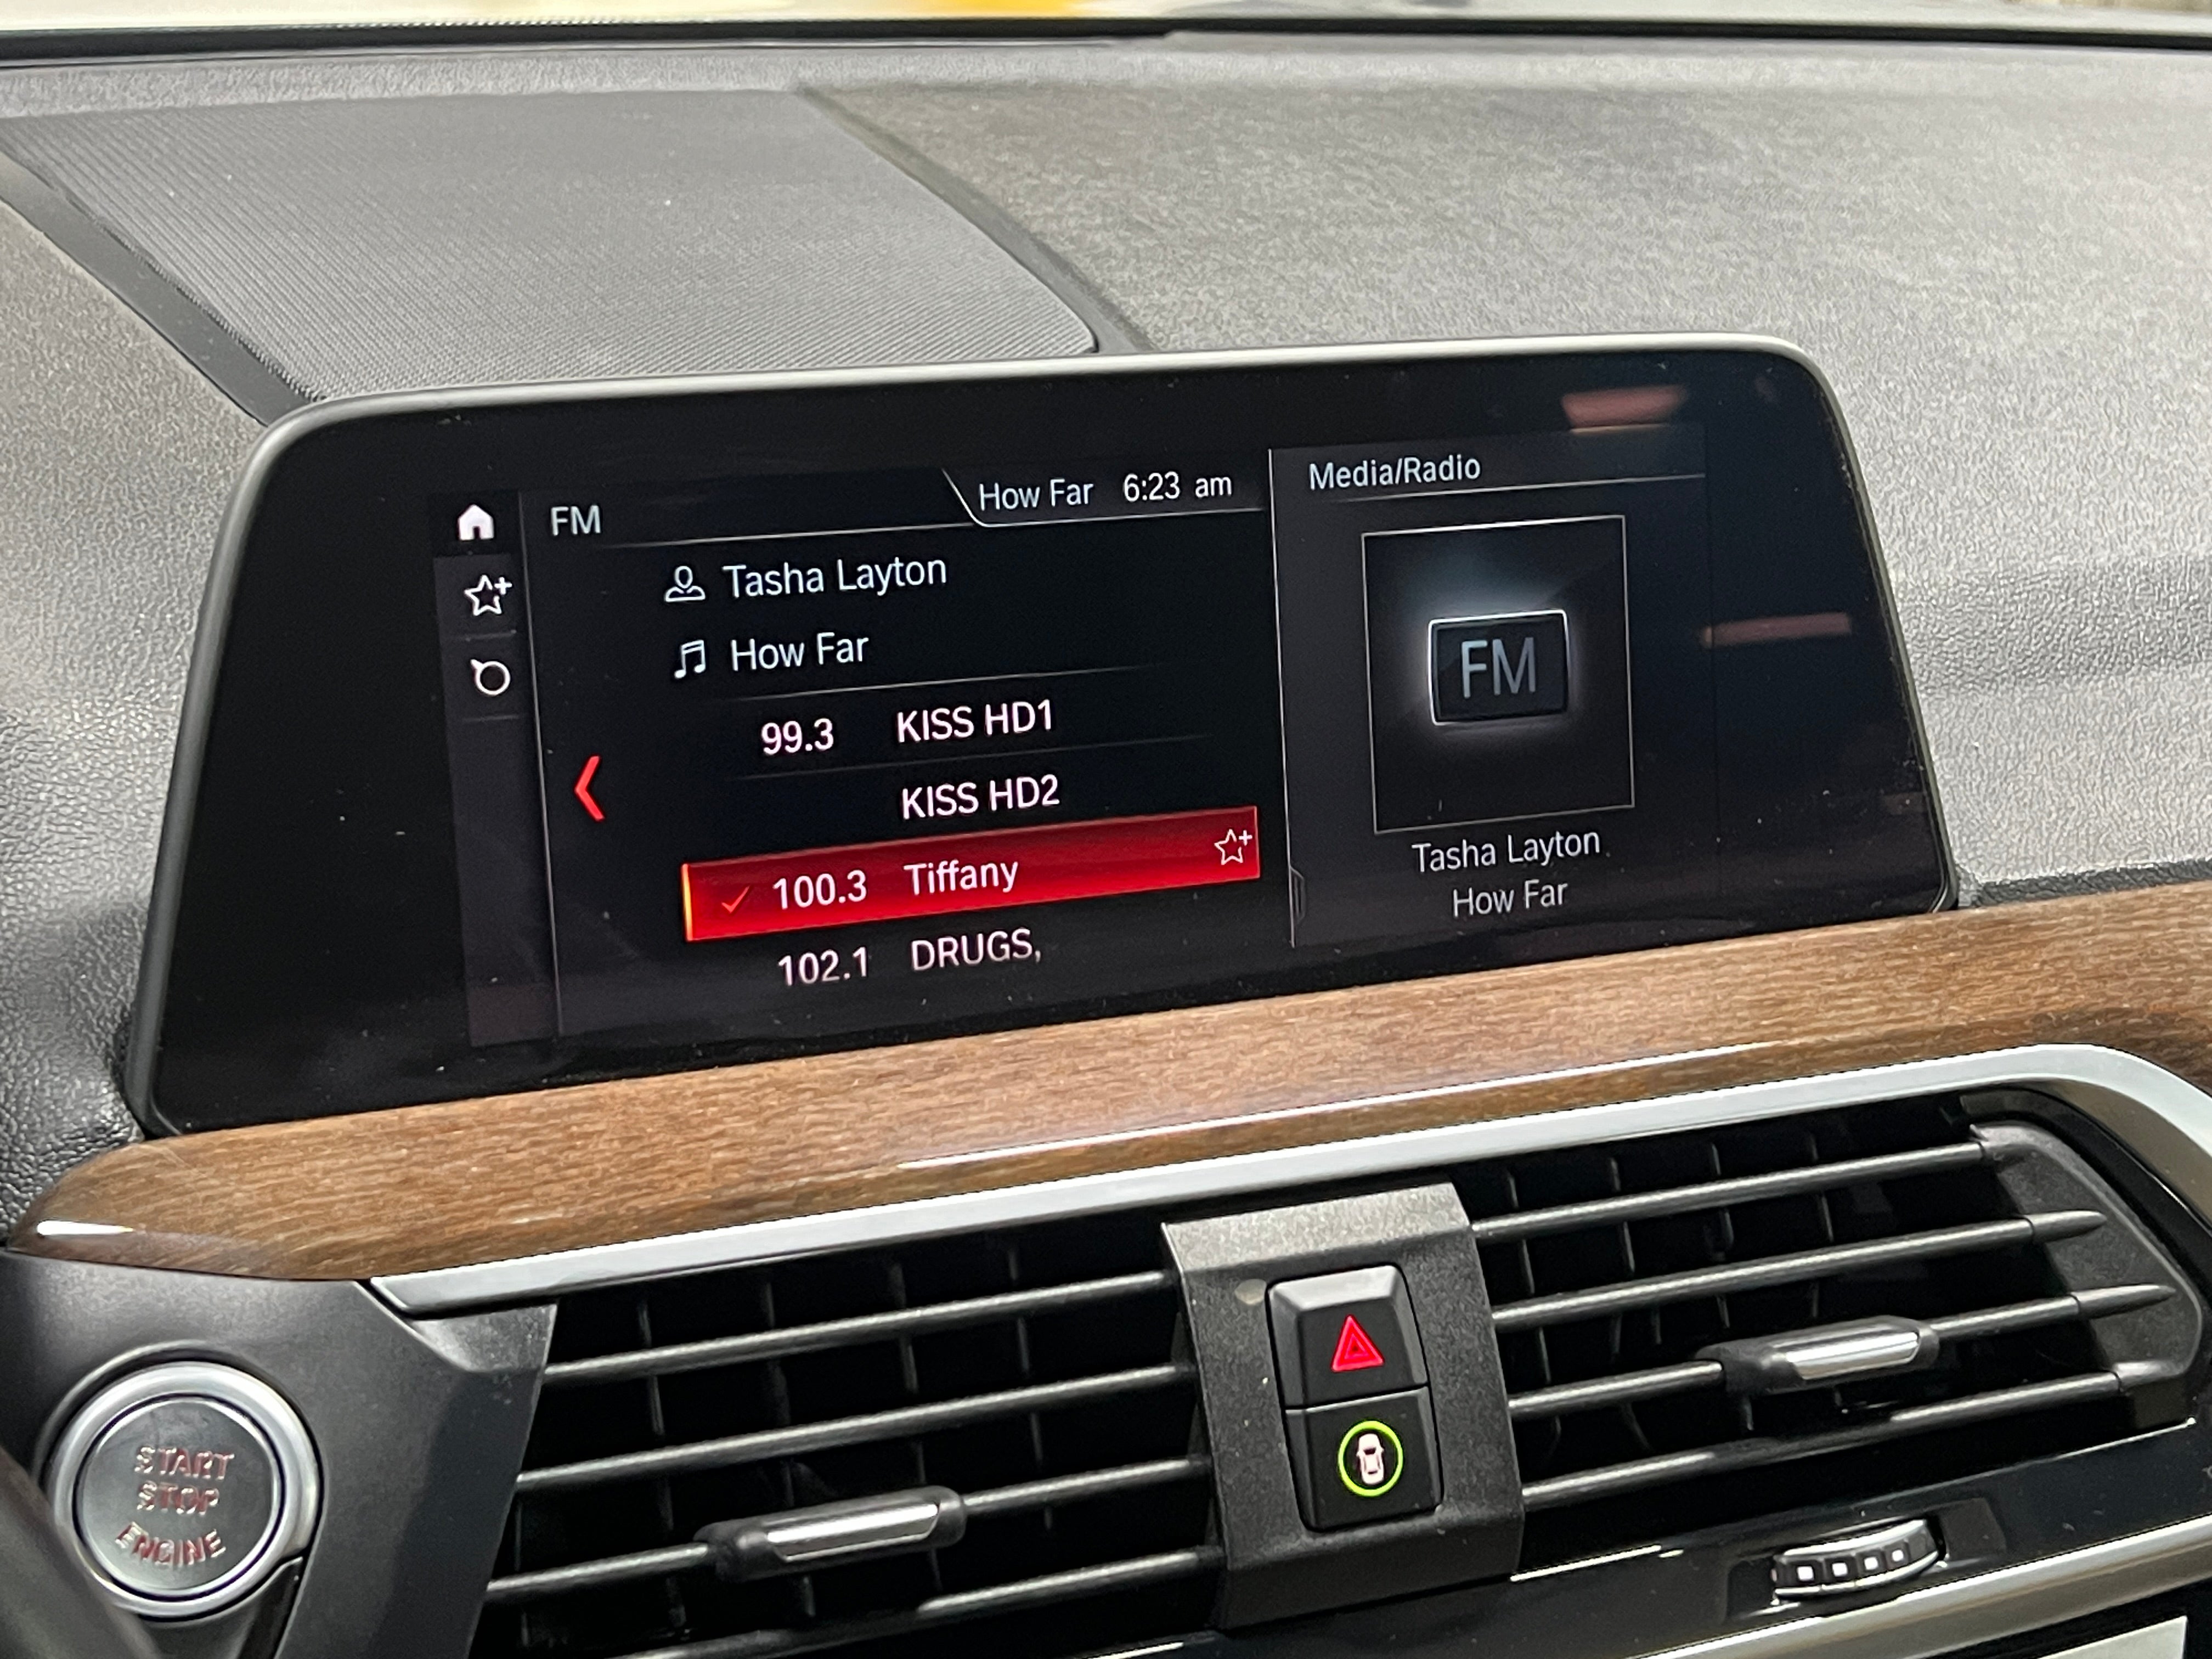 FM
How Far 6:23 am
Tasha Layton
How Far
99.3 KISS HD1
KISS HD2
100.3 Tiffany
102.1 DRUGS,
Media/Radio
FM
Tasha Layton
How Far
START
STOP
ENGINE